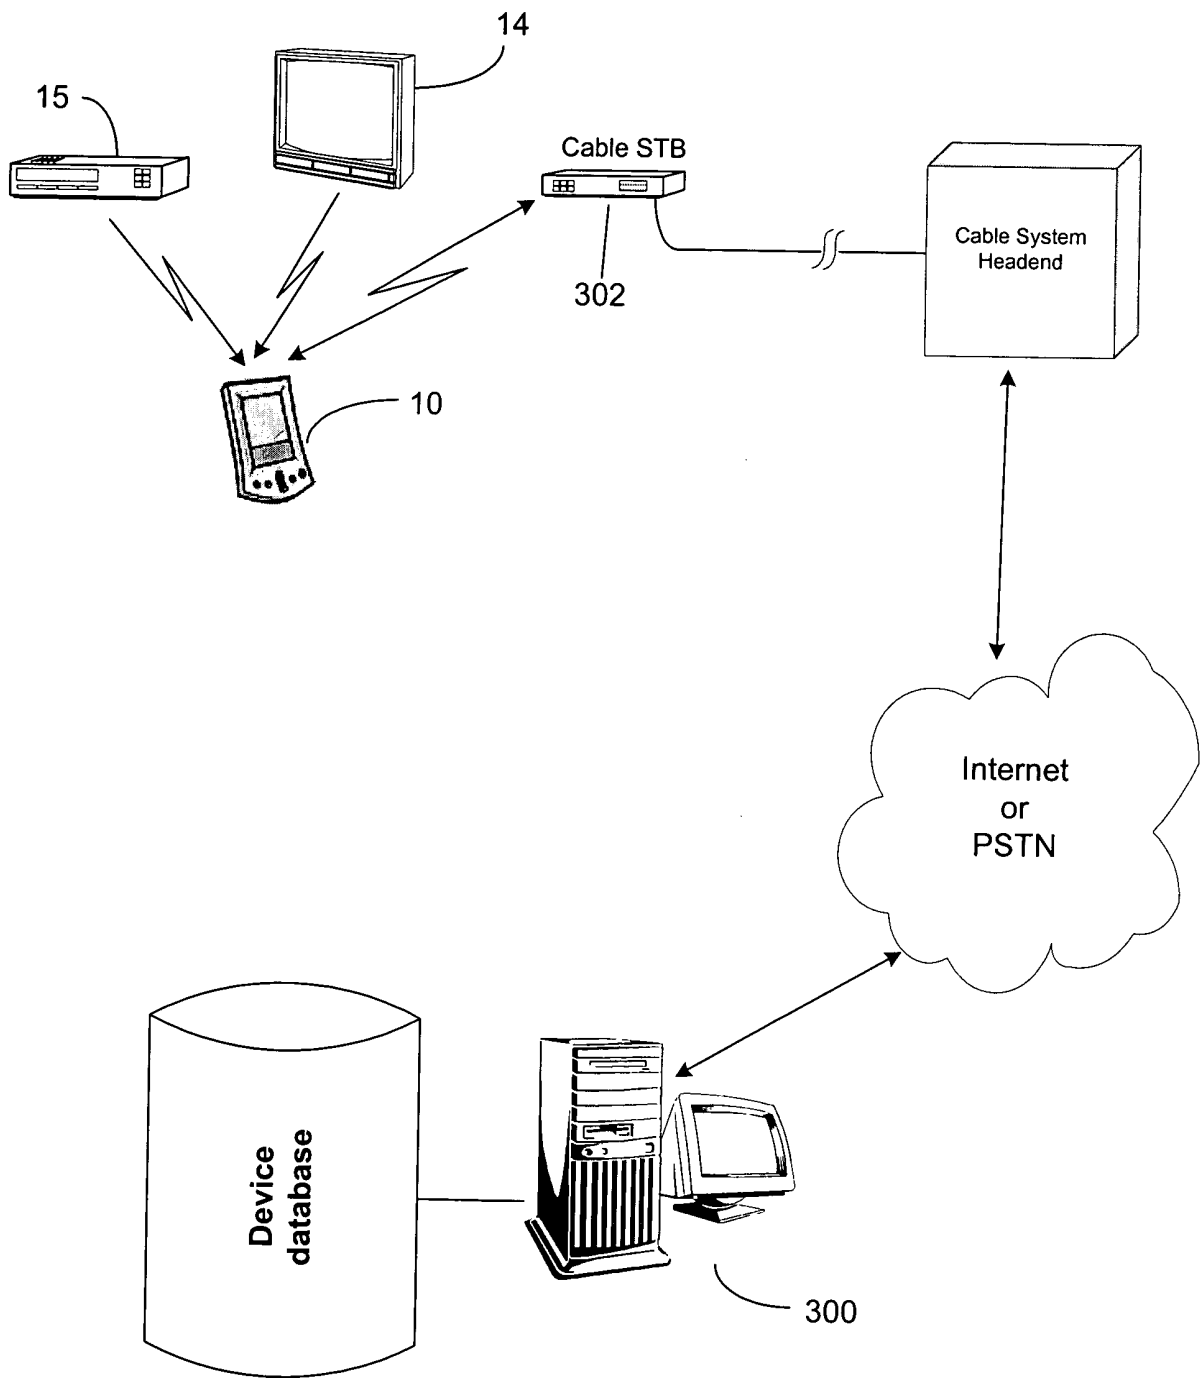 14
15
Cable STB
302
Cable System
Headend
10
Internet
or
PSTN
Device
database
300